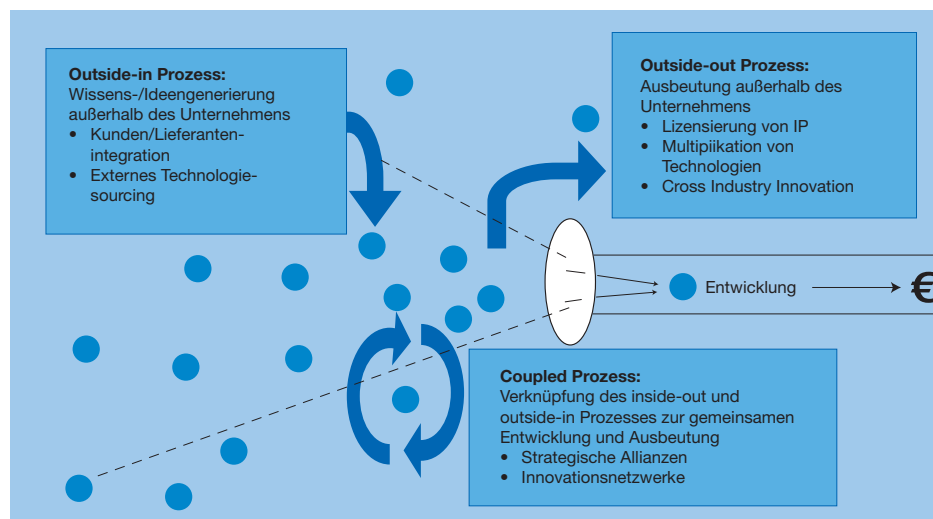 Outside-in Prozess:
Wissens-/Ideengenerierung
außerhalb des Unternehmens
• Kunden/Lieferanten-
integration
• Externes Technologie-
sourcing
Outside-out Prozess:
Ausbeutung außerhalb des
Unternehmens
• Lizensierung von IP
• Multipiikation von
Technologien
• Cross Industry Innovation
Entwicklung
€
Coupled Prozess:
Verknüpfung des inside-out und
outside-in Prozesses zur gemeinsamen
Entwicklung und Ausbeutung
• Strategische Allianzen
• Innovationsnetzwerke